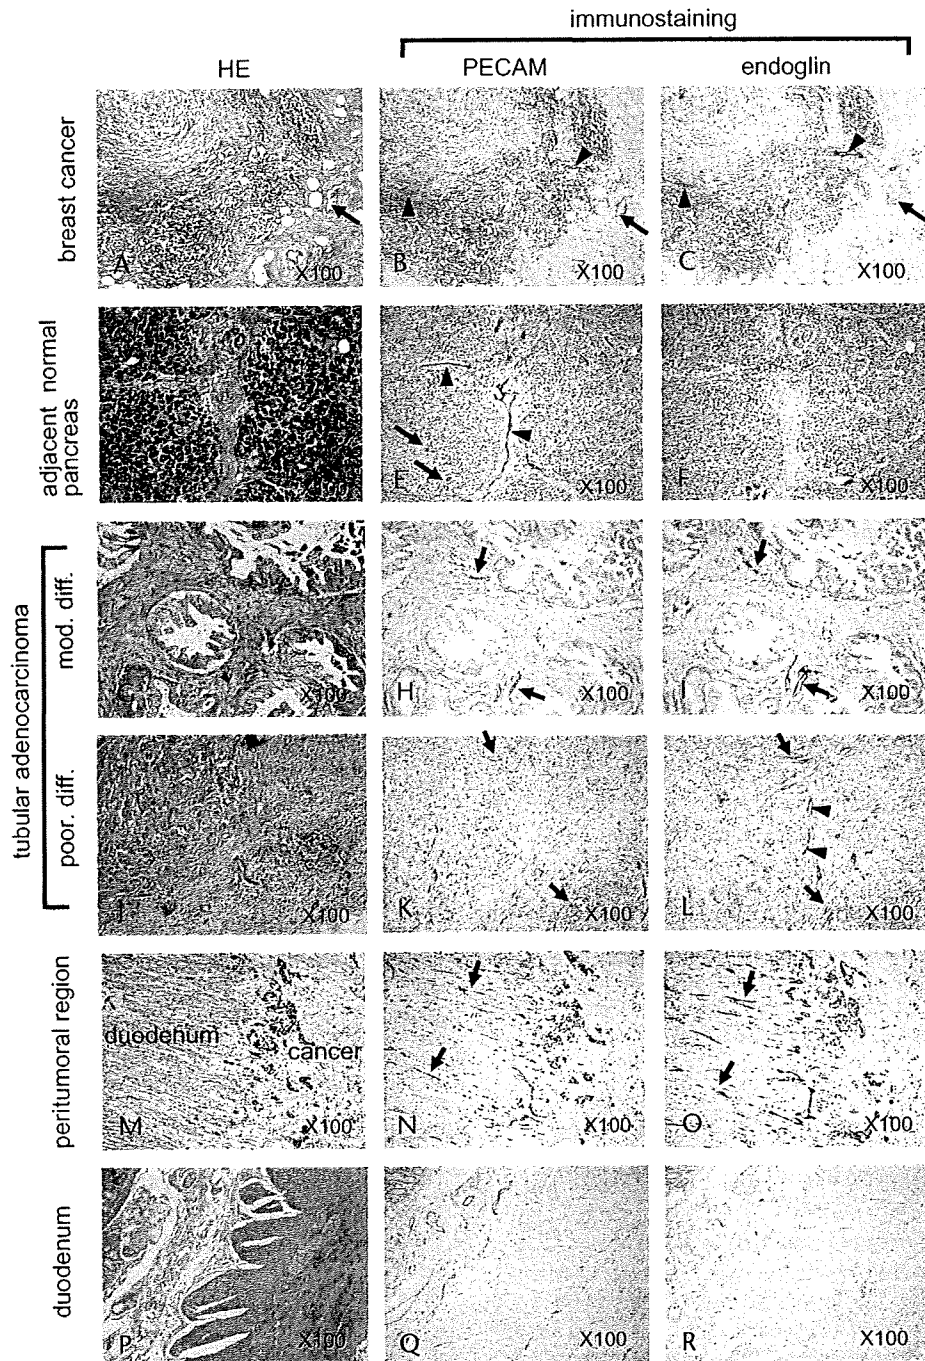 immunostaining
HE PECAM endoglin
breast cancer
A X100 B X100 C X100
adjacent normal
pancreas
E X100 F X100
tubular adenocarcinoma
mod. diff.
G X100 H X100 I X100
poor. diff.
J X100 K X100 L X100
peritumoral region
duodenum cancer
M X100 N X100 O X100
duodenum
P X100 Q X100 R X100